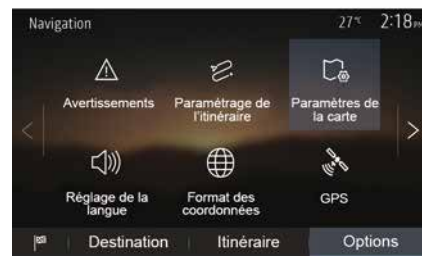 Navigation
27°C
2:18PM
Avertissements
Paramétrage de
l'itinéraire
Paramètres de
la carte
Réglage de la
langue
Format des
coordonnées
GPS
Destination
Itinéraire
Options